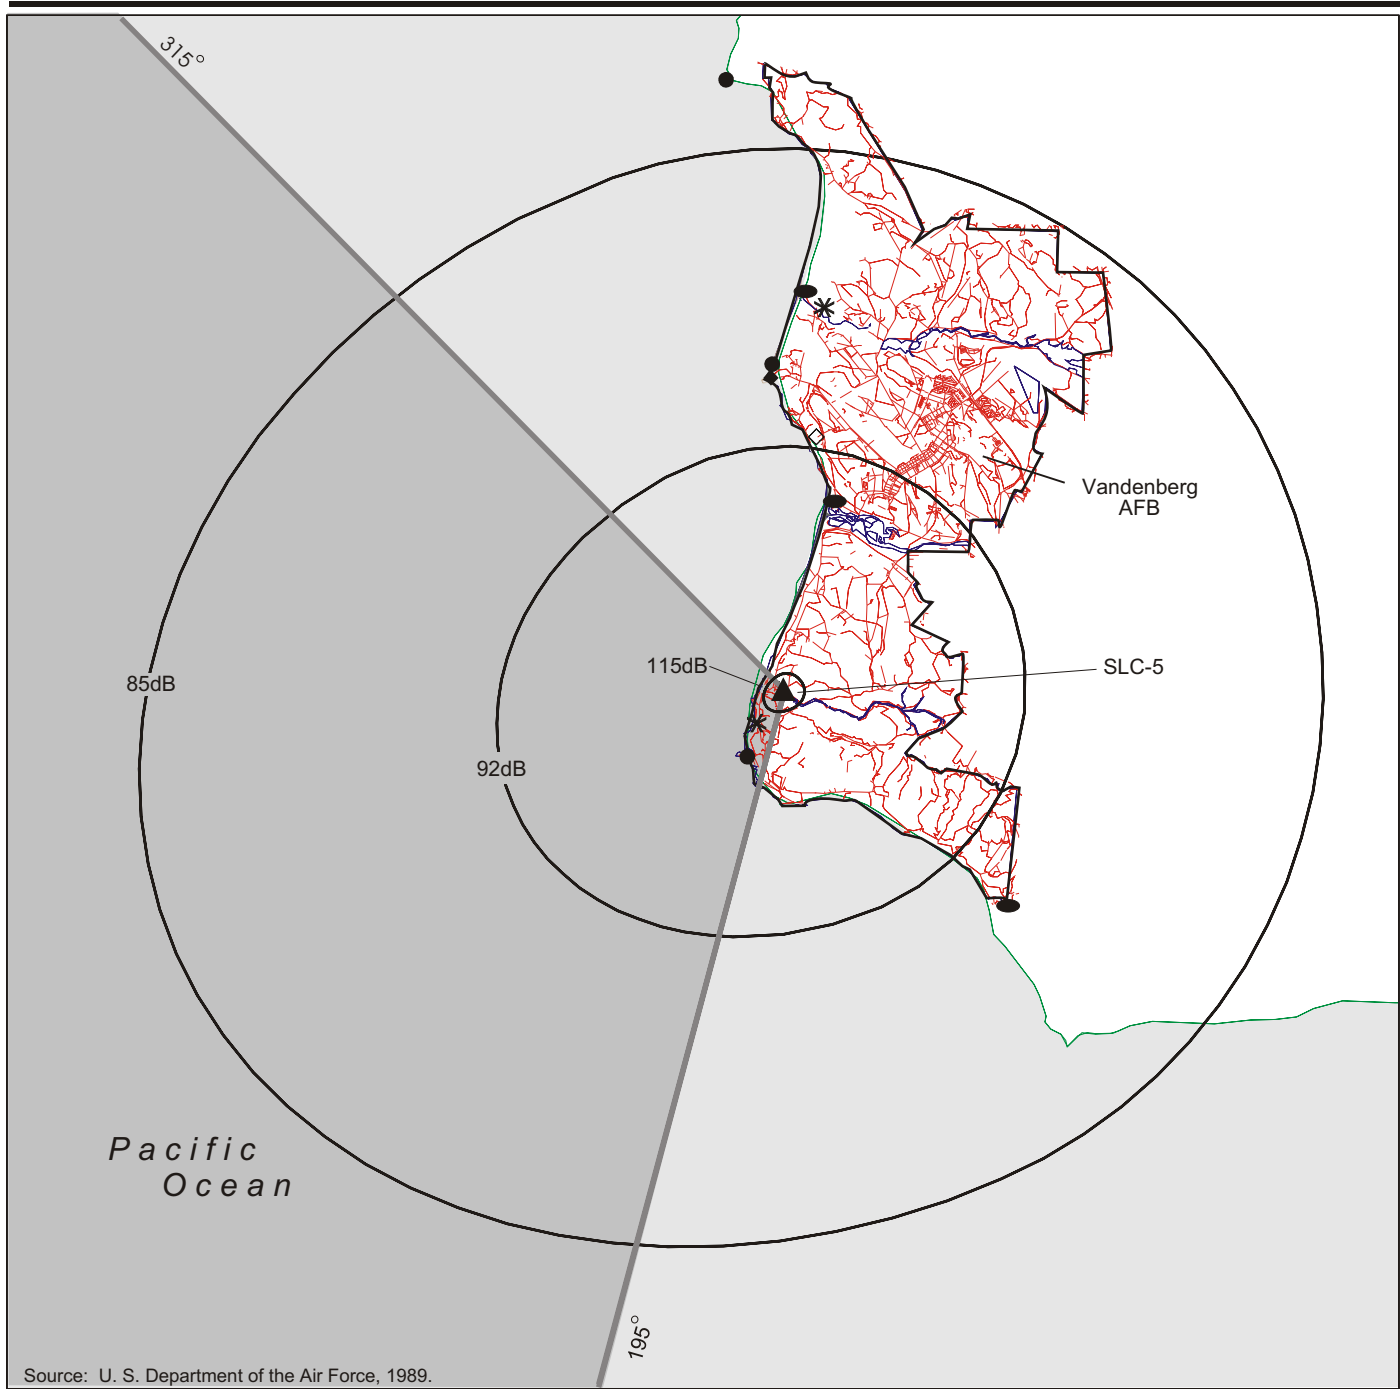 315°
Vandenberg
AFB
115dB
SLC-5
85dB
92dB
Pacific
Ocean
195°
Source: U. S. Department of the Air Force, 1989.